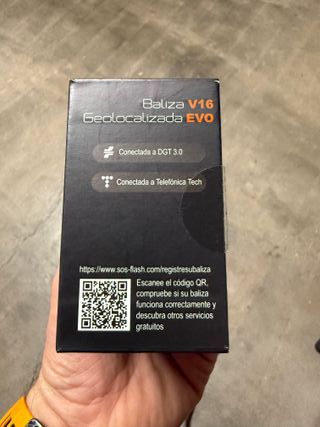 Baliza V16
Geolocalizada EVO
Conectada a DGT 3.0
Conectada a Telefónica Tech
https://www.sos-flash.com/registresubaliza
Escanee el código QR,
compruebe si su baliza
funciona correctamente y
descubra otros servicios
gratuitos